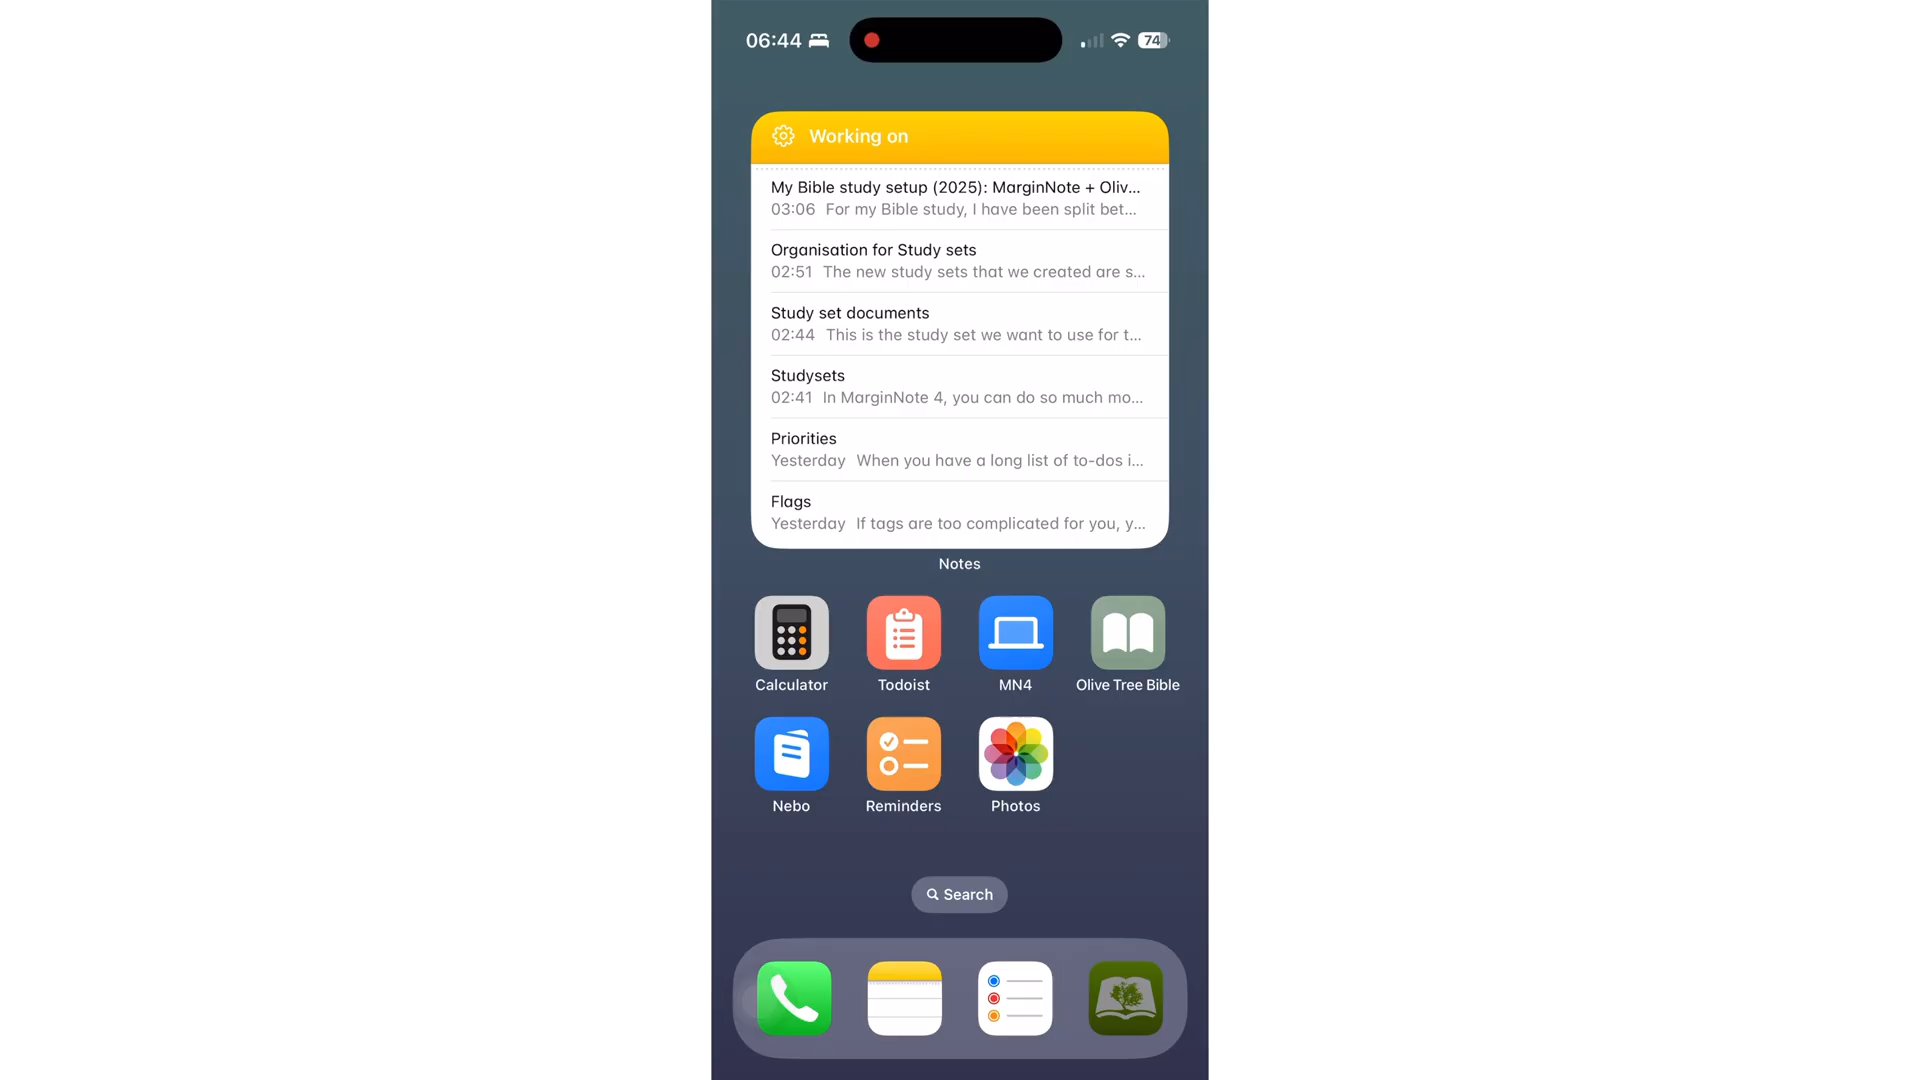 06:44
74
Working on
My Bible study setup (2025): MarginNote + Oliv...
03:06 For my Bible study, I have been split bet...
Organisation for Study sets
02:51 The new study sets that we created are s...
Study set documents
02:44 This is the study set we want to use for t...
Studysets
02:41 In MarginNote 4, you can do so much mo...
Priorities
Yesterday When you have a long list of to-dos i...
Flags
Yesterday If tags are too complicated for you, y...
Notes
Calculator Todoist MN4 Olive Tree Bible
Nebo Reminders Photos
Search